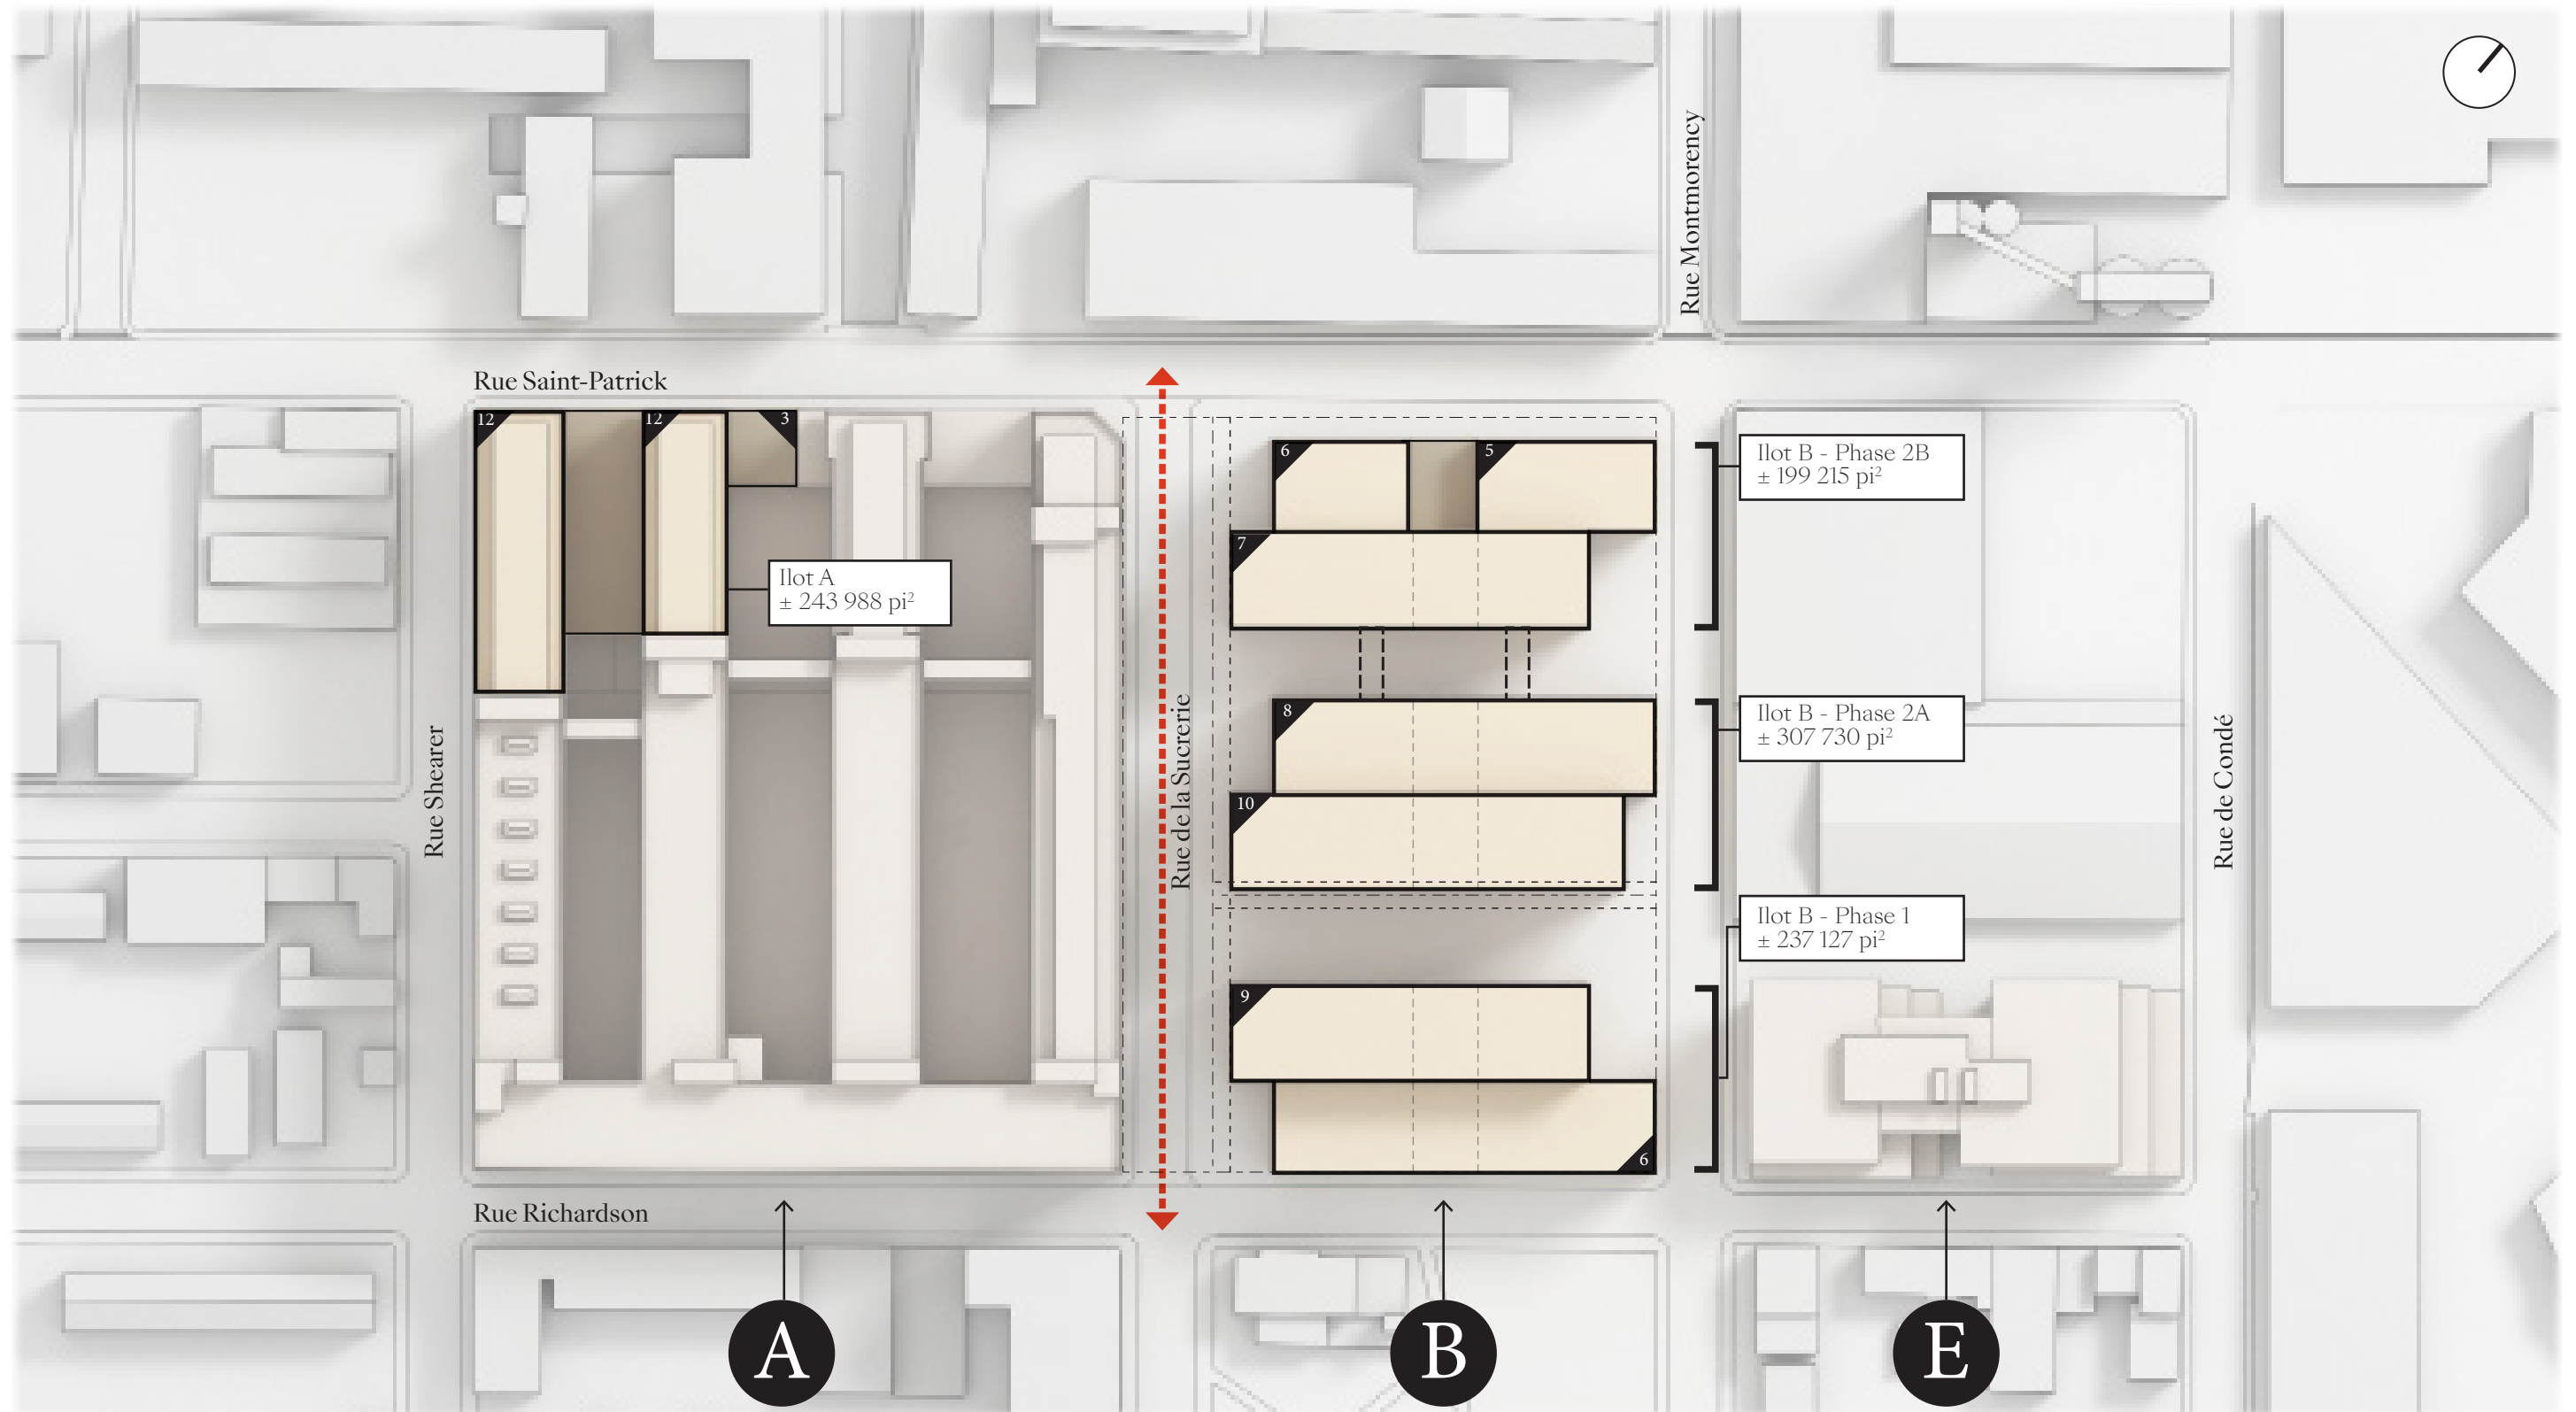 Rue Montmorency
Rue Saint-Patrick
12
12
3
6
5
Ilot B - Phase 2B
± 199 215 pi²
7
Ilot A
± 243 988 pi²
8
Ilot B - Phase 2A
± 307 730 pi²
Rue Shearer
Rue de la Sucrerie
Rue de Condé
10
Ilot B - Phase 1
± 237 127 pi²
9
6
Rue Richardson
A
B
E